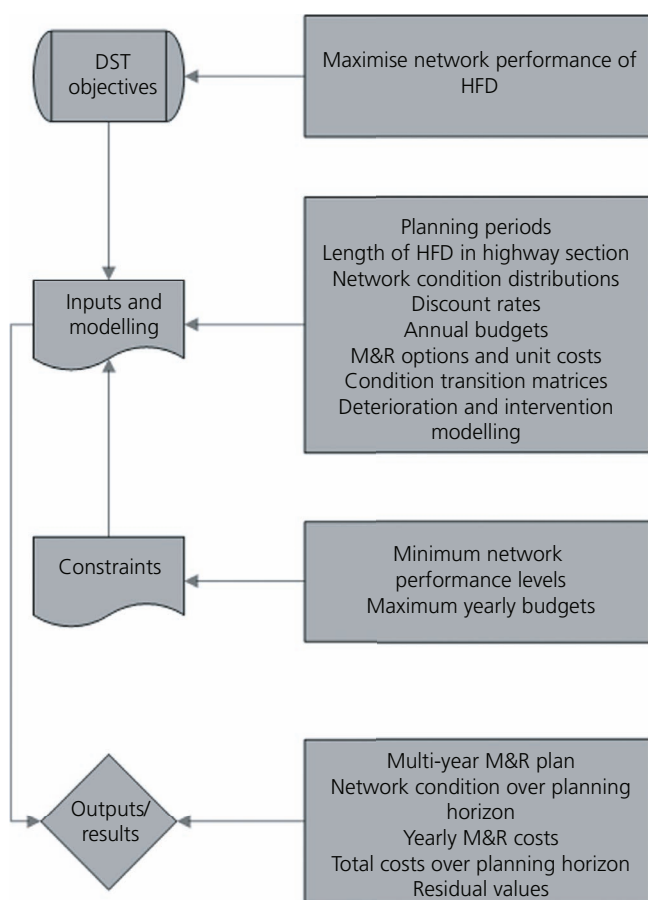 DST
objectives
Maximise network performance of
HFD
Inputs and
modelling
Planning periods
Length of HFD in highway section
Network condition distributions
Discount rates
Annual budgets
M&R options and unit costs
Condition transition matrices
Deterioration and intervention
modelling
Constraints
Minimum network
performance levels
Maximum yearly budgets
Outputs/
results
Multi-year M&R plan
Network condition over planning
horizon
Yearly M&R costs
Total costs over planning horizon
Residual values